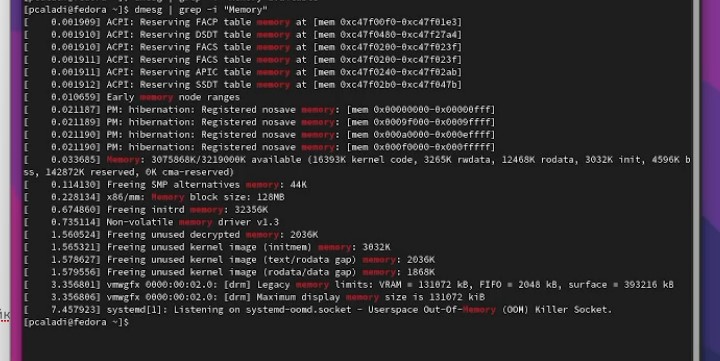 [pcaladi@fedora ~]$ dmesg | grep -i "Memory"
[    0.001909] ACPI: Reserving FACP table memory at [mem 0xc47f00f0-0xc47f01e3]
[    0.001910] ACPI: Reserving DSDT table memory at [mem 0xc47f0480-0xc47f27a4]
[    0.001910] ACPI: Reserving FACS table memory at [mem 0xc47f0200-0xc47f023f]
[    0.001911] ACPI: Reserving FACS table memory at [mem 0xc47f0200-0xc47f023f]
[    0.001911] ACPI: Reserving APIC table memory at [mem 0xc47f0240-0xc47f02ab]
[    0.001912] ACPI: Reserving SSDT table memory at [mem 0xc47f02b0-0xc47f047b]
[    0.010659] Early memory node ranges
[    0.021187] PM: hibernation: Registered nosave memory: [mem 0x00000000-0x00000fff]
[    0.021189] PM: hibernation: Registered nosave memory: [mem 0x0009f000-0x0009ffff]
[    0.021190] PM: hibernation: Registered nosave memory: [mem 0x000a0000-0x000effff]
[    0.021190] PM: hibernation: Registered nosave memory: [mem 0x000f0000-0x000fffff]
[    0.033685] Memory: 3075868K/3219000K available (16393K kernel code, 3265K rwdata, 12468K rodata, 3032K init, 4596K b
ss, 142872K reserved, 0K cma-reserved)
[    0.114130] Freeing SMP alternatives memory: 44K
[    0.228134] x86/mm: Memory block size: 128MB
[    0.674860] Freeing initrd memory: 32356K
[    0.735114] Non-volatile memory driver v1.3
[    1.560524] Freeing unused decrypted memory: 2036K
[    1.565321] Freeing unused kernel image (initmem) memory: 3032K
[    1.578627] Freeing unused kernel image (text/rodata gap) memory: 2036K
[    1.579556] Freeing unused kernel image (rodata/data gap) memory: 1868K
[    3.356801] vmwgfx 0000:00:02.0: [drm] Legacy memory limits: VRAM = 131072 kB, FIFO = 2048 kB, surface = 393216 kB
[    3.356806] vmwgfx 0000:00:02.0: [drm] Maximum display memory size is 131072 kiB
[    7.457923] systemd[1]: Listening on systemd-oomd.socket - Userspace Out-Of-Memory (OOM) Killer Socket.
[pcaladi@fedora ~]$